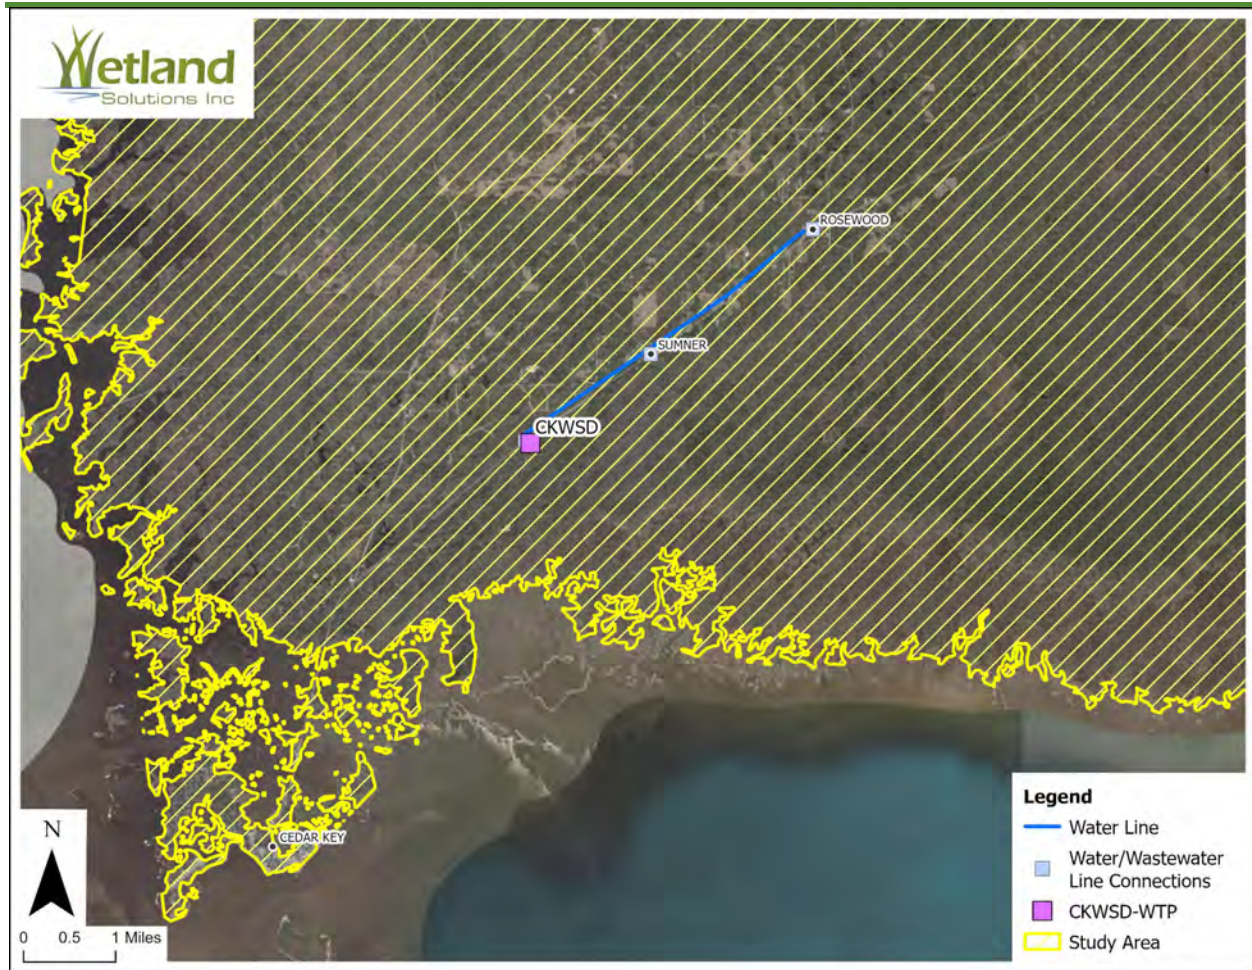 Wetland
Solutions Inc
ROSEWOOD
SUMNER
CKWSD
CEDAR KEY
N
0 0.5 1 Miles
Legend
Water Line
Water/Wastewater
Line Connections
CKWSD-WTP
Study Area